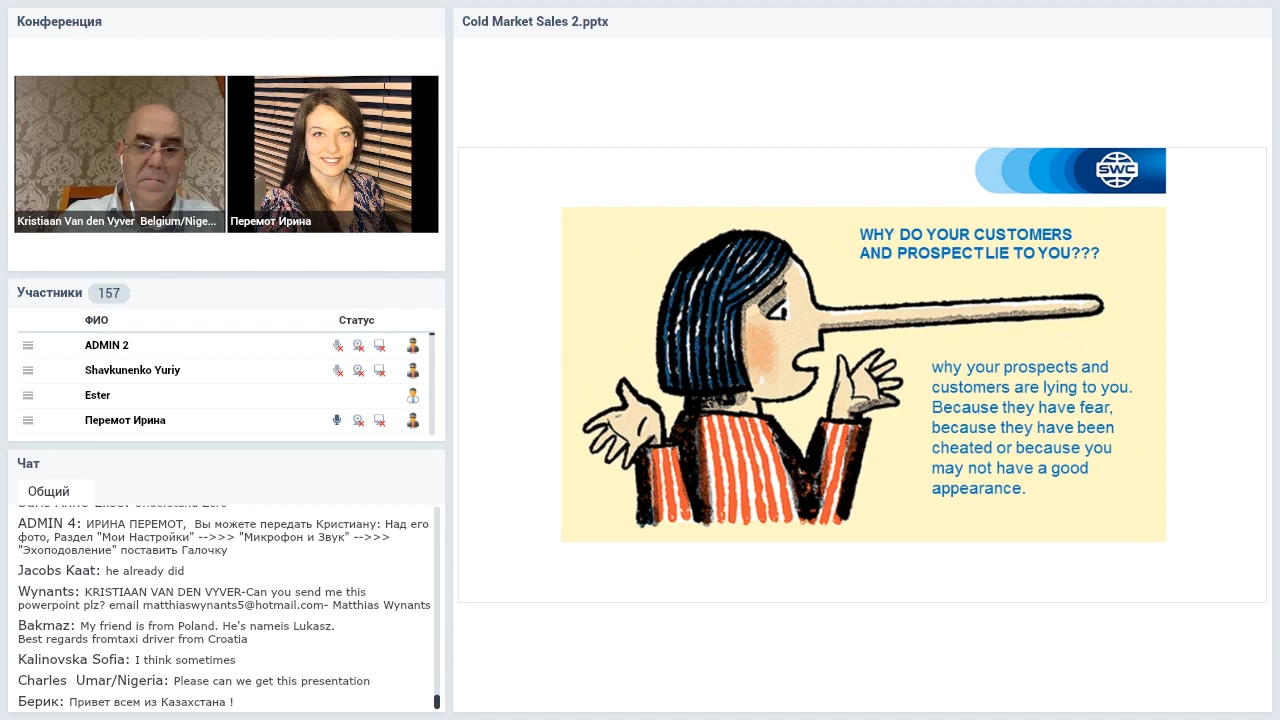 Конференция
Kristiaan Van den Vyver Belgium/Nige...
Перемот Ирина
Участники 157
ФИО Статус
ADMIN 2
Shavkunenko Yuriy
Ester
Перемот Ирина
Чат
Общий
ADMIN 4: ИРИНА ПЕРЕМОТ, Вы можете передать Кристиану: Над его
фото, Раздел "Мои Настройки" -->>> "Микрофон и Звук" -->>>
"Эхоподовление" поставить Галочку
Jacobs Kaat: he already did
Wynants: KRISTIAAN VAN DEN VYVER-Can you send me this
powerpoint plz? email matthiaswynants5@hotmail.com- Matthias Wynants
Bakmaz: My friend is from Poland. He's nameis Lukasz.
Best regards fromtaxi driver from Croatia
Kalinovska Sofia: I think sometimes
Charles Umar/Nigeria: Please can we get this presentation
Берик: Привет всем из Казахстана !
Cold Market Sales 2.pptx
SWC
WHY DO YOUR CUSTOMERS
AND PROSPECT LIE TO YOU???
why your prospects and
customers are lying to you.
Because they have fear,
because they have been
cheated or because you
may not have a good
appearance.